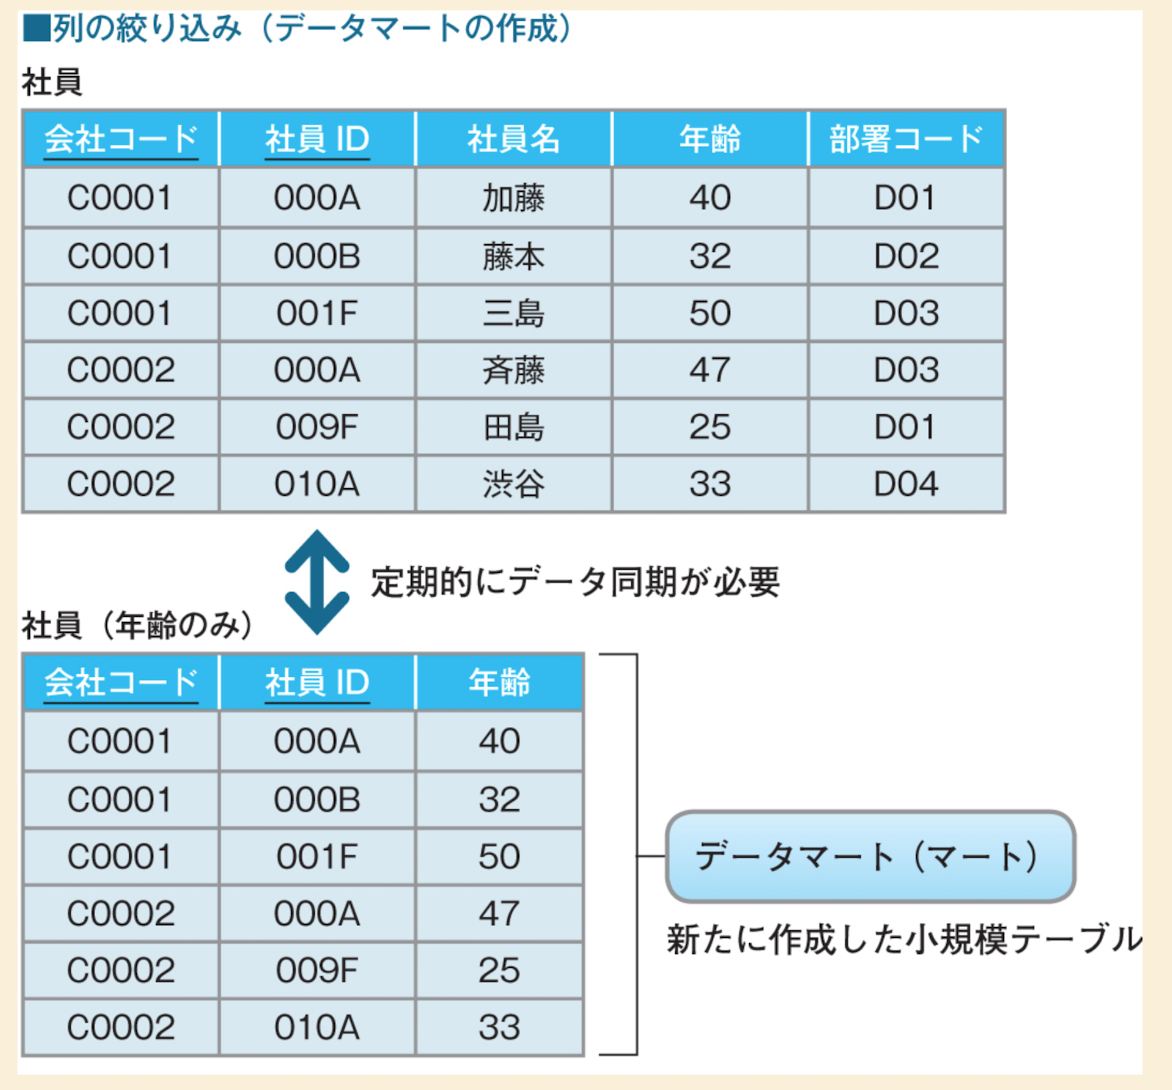 ■列の絞り込み（データマートの作成）
社員
会社コード 社員 ID 社員名 年齢 部署コード
C0001 000A 加藤 40 D01
C0001 000B 藤本 32 D02
C0001 001F 三島 50 D03
C0002 000A 斉藤 47 D03
C0002 009F 田島 25 D01
C0002 010A 渋谷 33 D04
定期的にデータ同期が必要
社員（年齢のみ）
会社コード 社員 ID 年齢
C0001 000A 40
C0001 000B 32
C0001 001F 50
C0002 000A 47
C0002 009F 25
C0002 010A 33
データマート（マート）
新たに作成した小規模テーブル